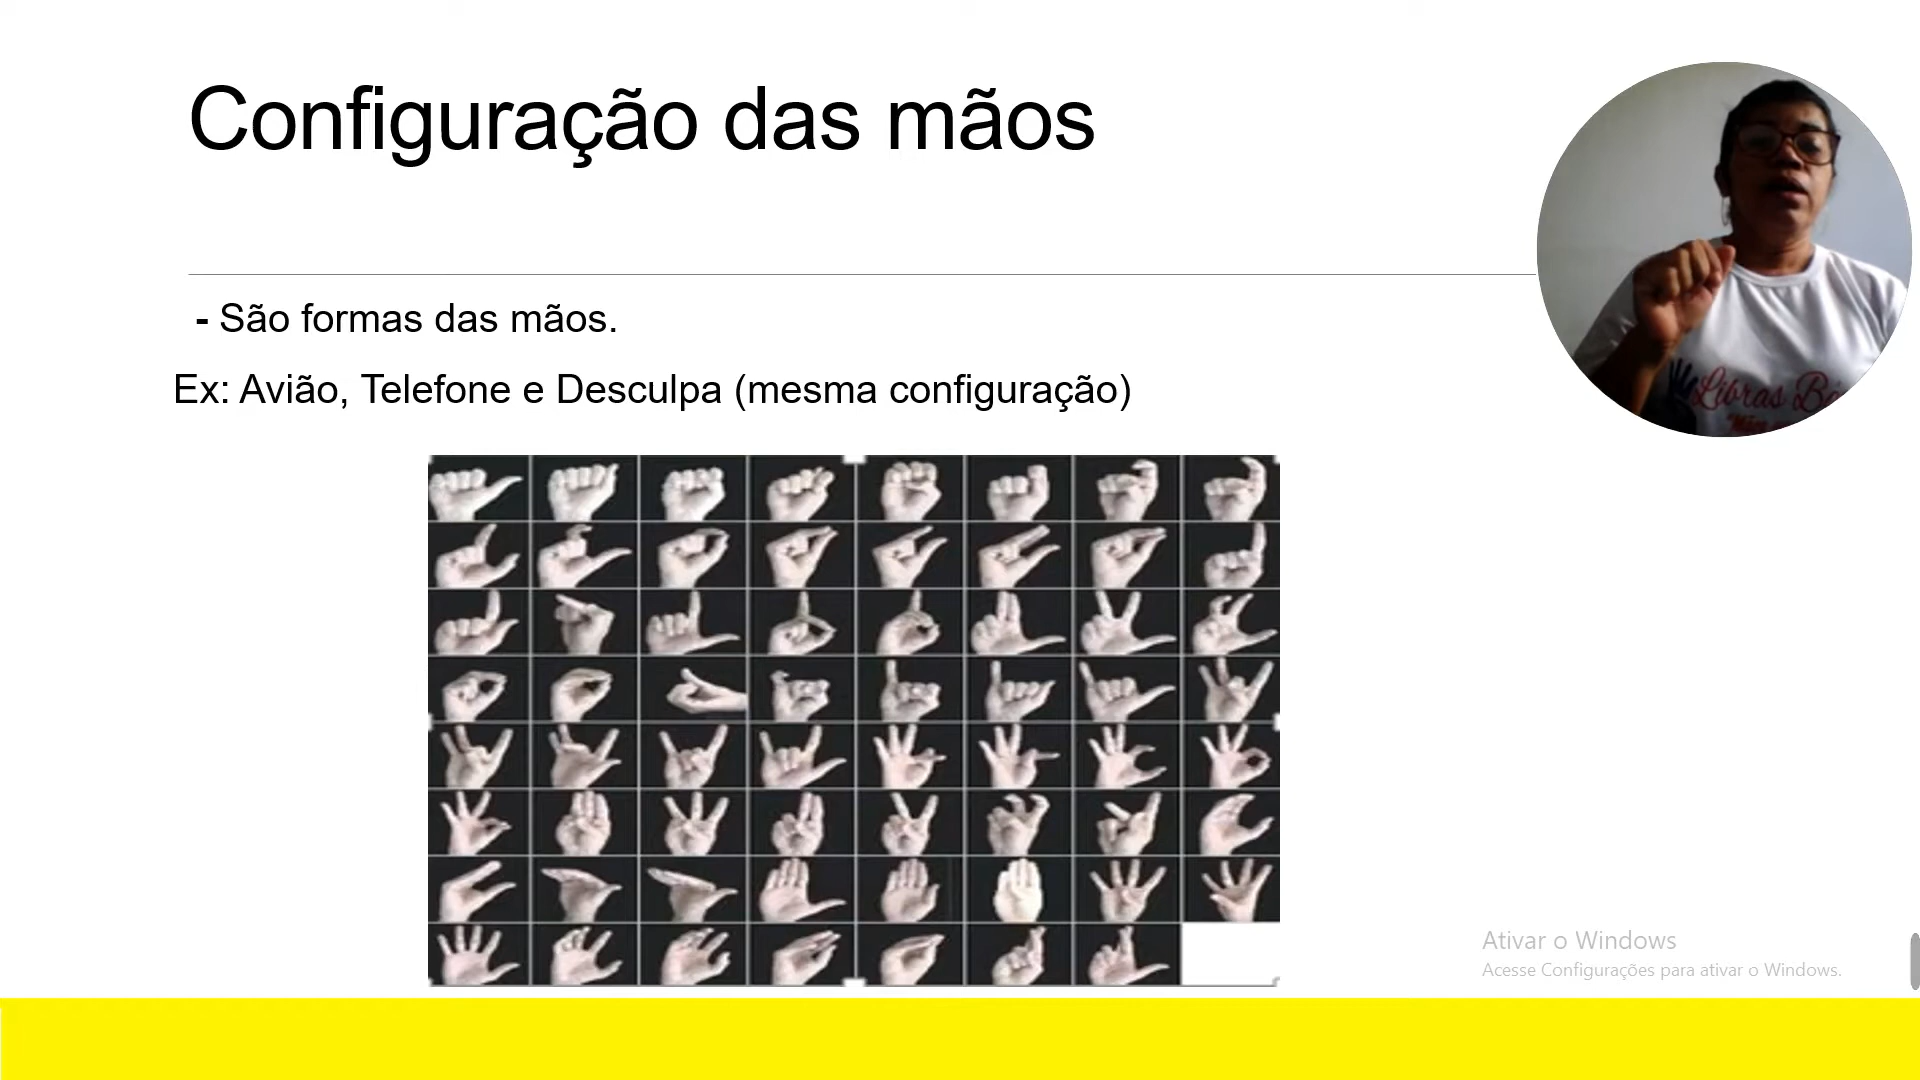 Configuração das mãos
- São formas das mãos.
Ex: Avião, Telefone e Desculpa (mesma configuração)
Libras
Ativar o Windows
Acesse Configurações para ativar o Windows.